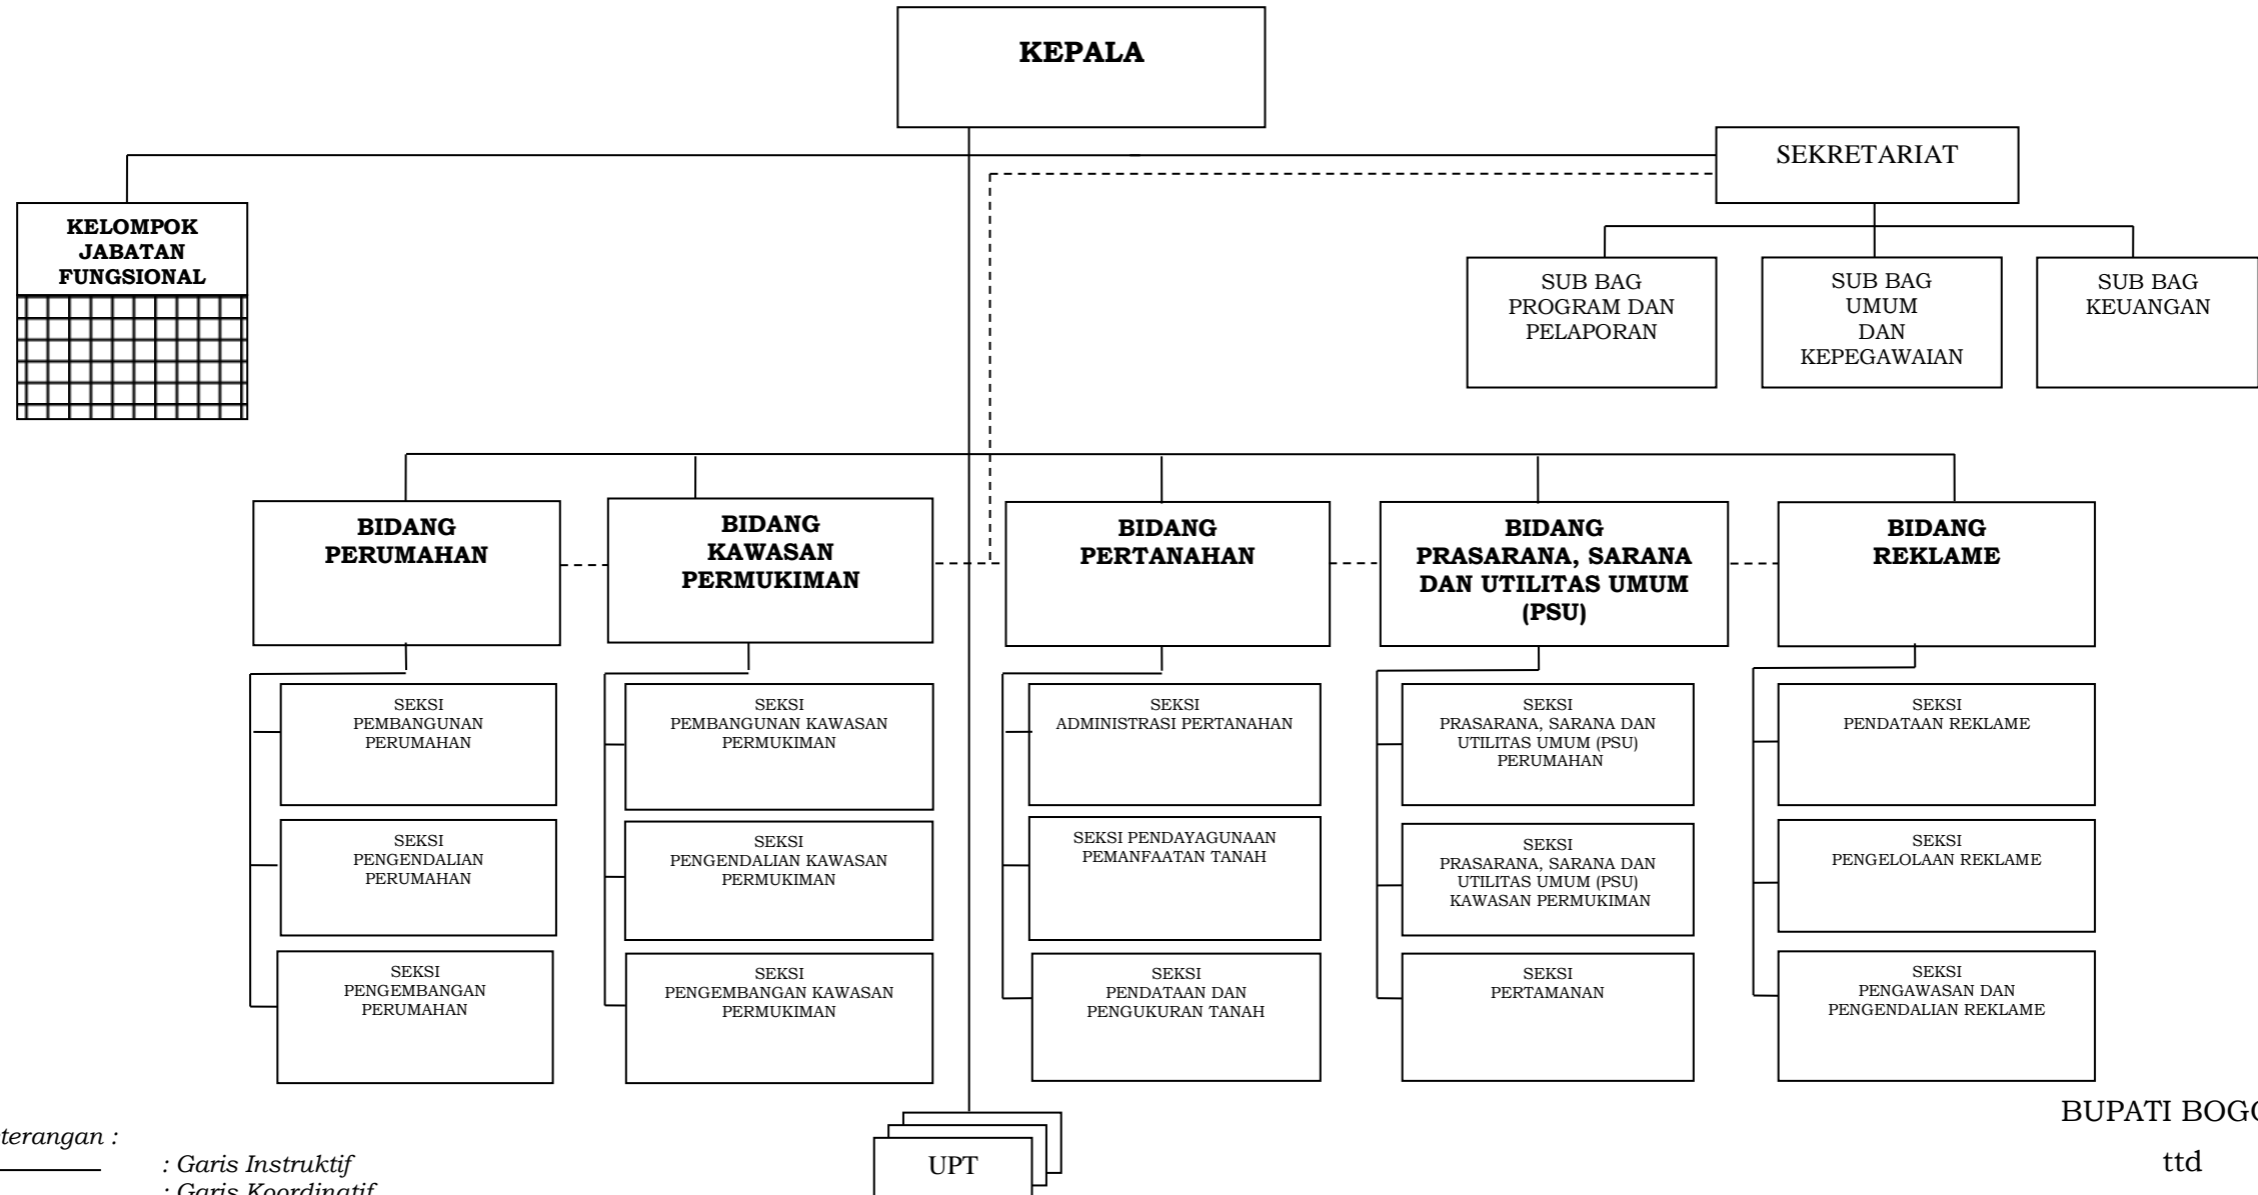 KEPALA
SEKRETARIAT
KELOMPOK
JABATAN
FUNGSIONAL
SUB BAG
PROGRAM DAN
PELAPORAN
SUB BAG
UMUM
DAN
KEPEGAWAIAN
SUB BAG
KEUANGAN
BIDANG
PERUMAHAN
BIDANG
KAWASAN
PERMUKIMAN
BIDANG
PERTANAHAN
BIDANG
PRASARANA, SARANA
DAN UTILITAS UMUM
(PSU)
BIDANG
REKLAME
SEKSI
PEMBANGUNAN
PERUMAHAN
SEKSI
PEMBANGUNAN KAWASAN
PERMUKIMAN
SEKSI
ADMINISTRASI PERTANAHAN
SEKSI
PRASARANA, SARANA DAN
UTILITAS UMUM (PSU)
PERUMAHAN
SEKSI
PENDATAAN REKLAME
SEKSI
PENGENDALIAN
PERUMAHAN
SEKSI
PENGENDALIAN KAWASAN
PERMUKIMAN
SEKSI PENDAYAGUNAAN
PEMANFAATAN TANAH
SEKSI
PRASARANA, SARANA DAN
UTILITAS UMUM (PSU)
KAWASAN PERMUKIMAN
SEKSI
PENGELOLAAN REKLAME
SEKSI
PENGEMBANGAN
PERUMAHAN
SEKSI
PENGEMBANGAN KAWASAN
PERMUKIMAN
SEKSI
PENDATAAN DAN
PENGUKURAN TANAH
SEKSI
PERTAMANAN
SEKSI
PENGAWASAN DAN
PENGENDALIAN REKLAME
UPT
terangan :
: Garis Instruktif
: Garis Koordinatif
BUPATI BOGO
ttd